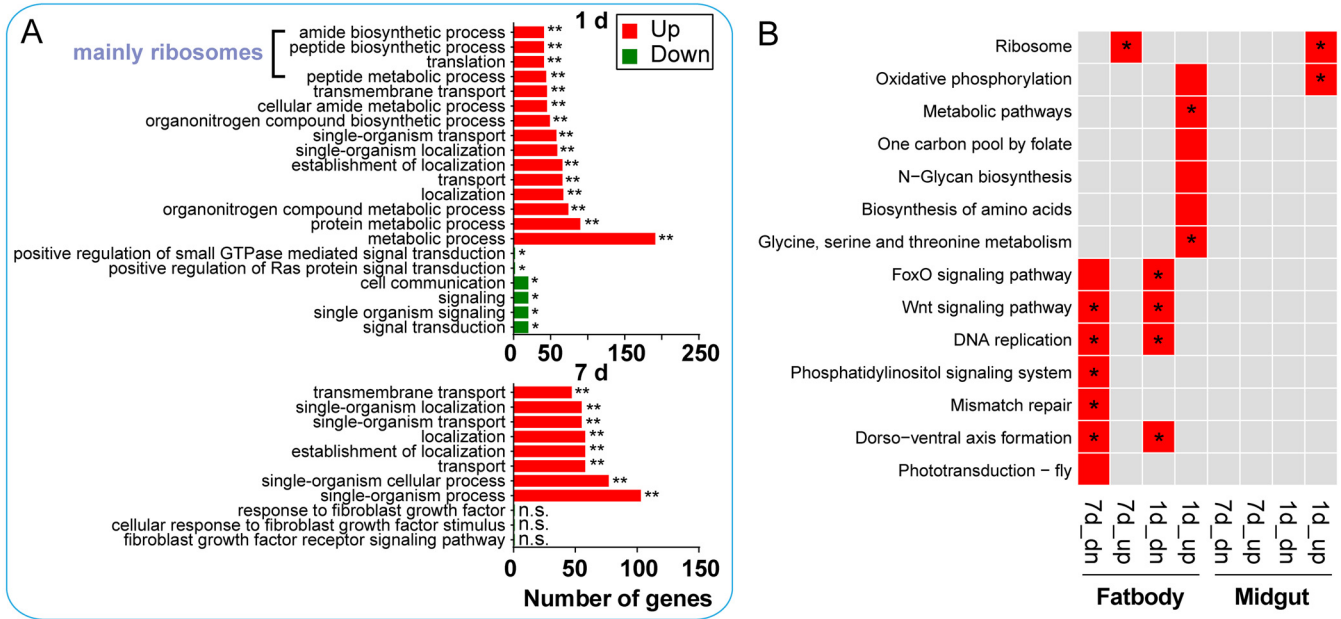 A
1 d
Up
Down
mainly ribosomes
amide biosynthetic process **
peptide biosynthetic process **
translation **
peptide metabolic process **
transmembrane transport **
cellular amide metabolic process **
organonitrogen compound biosynthetic process **
single-organism transport **
single-organism localization **
establishment of localization **
transport **
localization **
organonitrogen compound metabolic process **
protein metabolic process **
metabolic process **
positive regulation of small GTPase mediated signal transduction *
positive regulation of Ras protein signal transduction *
cell communication *
signaling *
single organism signaling *
signal transduction *
0 50 150 250
7 d
transmembrane transport **
single-organism localization **
single-organism transport **
localization **
establishment of localization **
transport **
single-organism cellular process **
single-organism process **
response to fibroblast growth factor n.s.
cellular response to fibroblast growth factor stimulus n.s.
fibroblast growth factor receptor signaling pathway n.s.
0 50 100 150
Number of genes
B
Ribosome * *
Oxidative phosphorylation *
Metabolic pathways *
One carbon pool by folate
N−Glycan biosynthesis
Biosynthesis of amino acids
Glycine, serine and threonine metabolism *
FoxO signaling pathway *
Wnt signaling pathway * *
DNA replication * *
Phosphatidylinositol signaling system *
Mismatch repair *
Dorso−ventral axis formation * *
Phototransduction − fly
7d_dn
7d_up
1d_dn
1d_up
7d_dn
7d_up
1d_dn
1d_up
Fatbody Midgut